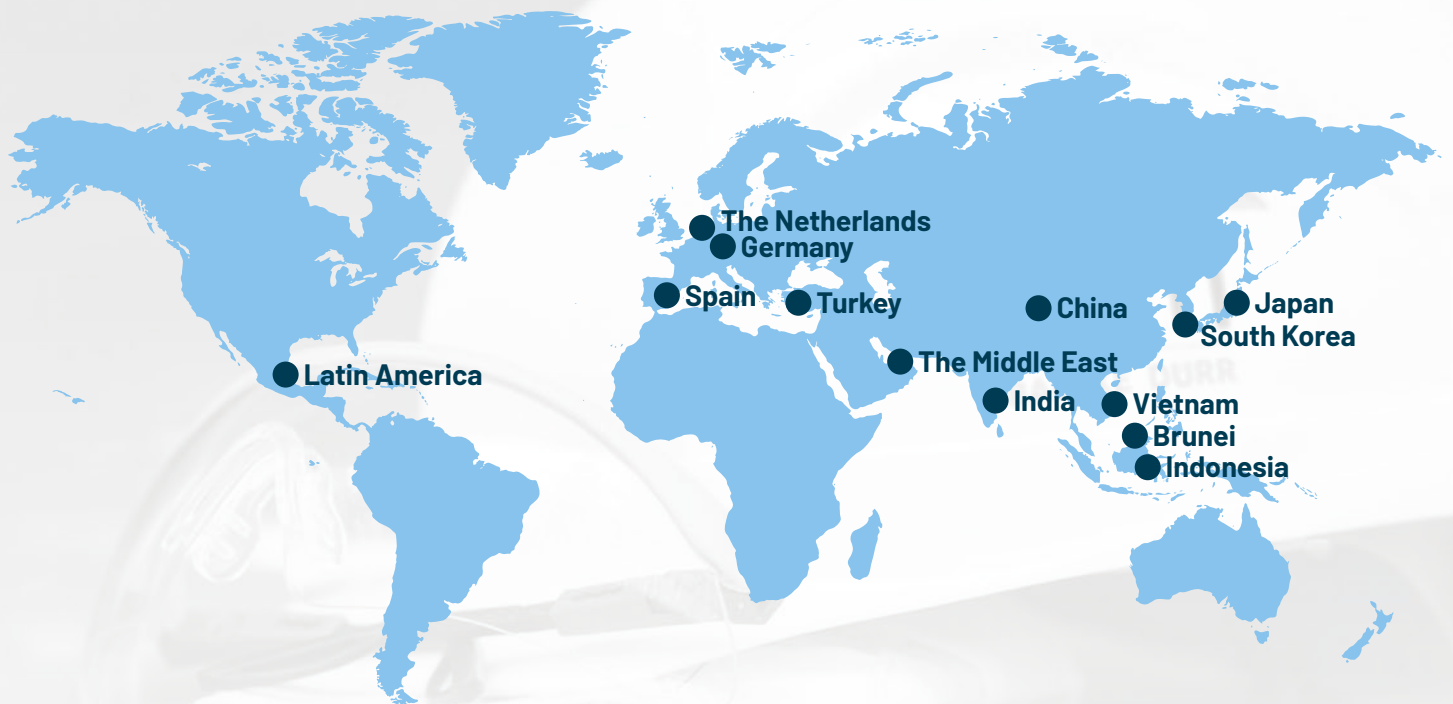 The Netherlands
Germany
Spain
Turkey
China
Japan
South Korea
Latin America
The Middle East
India
Vietnam
Brunei
Indonesia